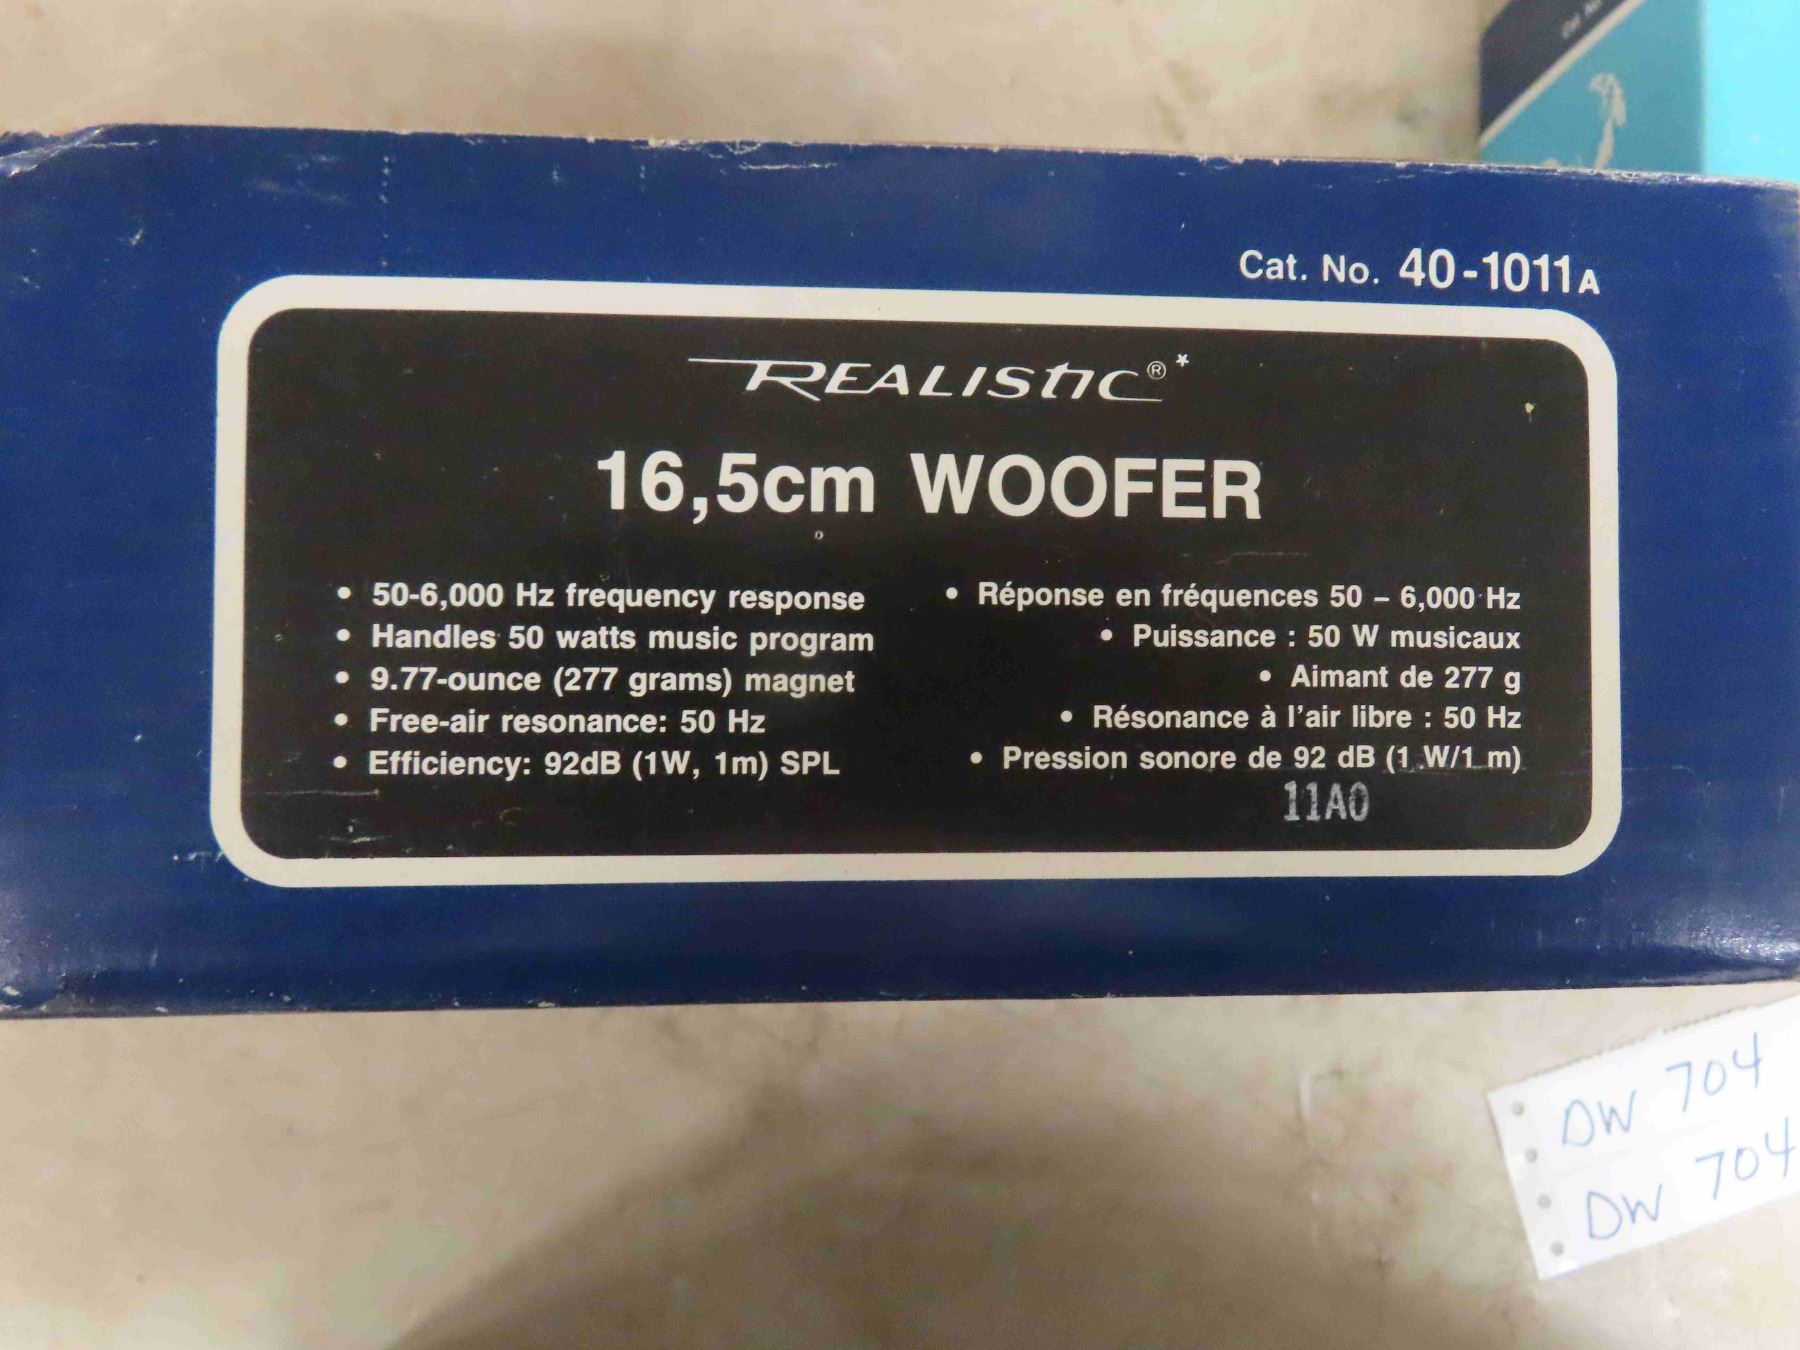 Cat. No. 40-1011A
REALISTIC®*
16,5cm WOOFER
• 50-6,000 Hz frequency response
• Handles 50 watts music program
• 9.77-ounce (277 grams) magnet
• Free-air resonance: 50 Hz
• Efficiency: 92dB (1W, 1m) SPL
• Réponse en fréquences 50 – 6,000 Hz
• Puissance : 50 W musicaux
• Aimant de 277 g
• Résonance à l'air libre : 50 Hz
• Pression sonore de 92 dB (1 W/1 m)
11A0
DW 704
DW 704